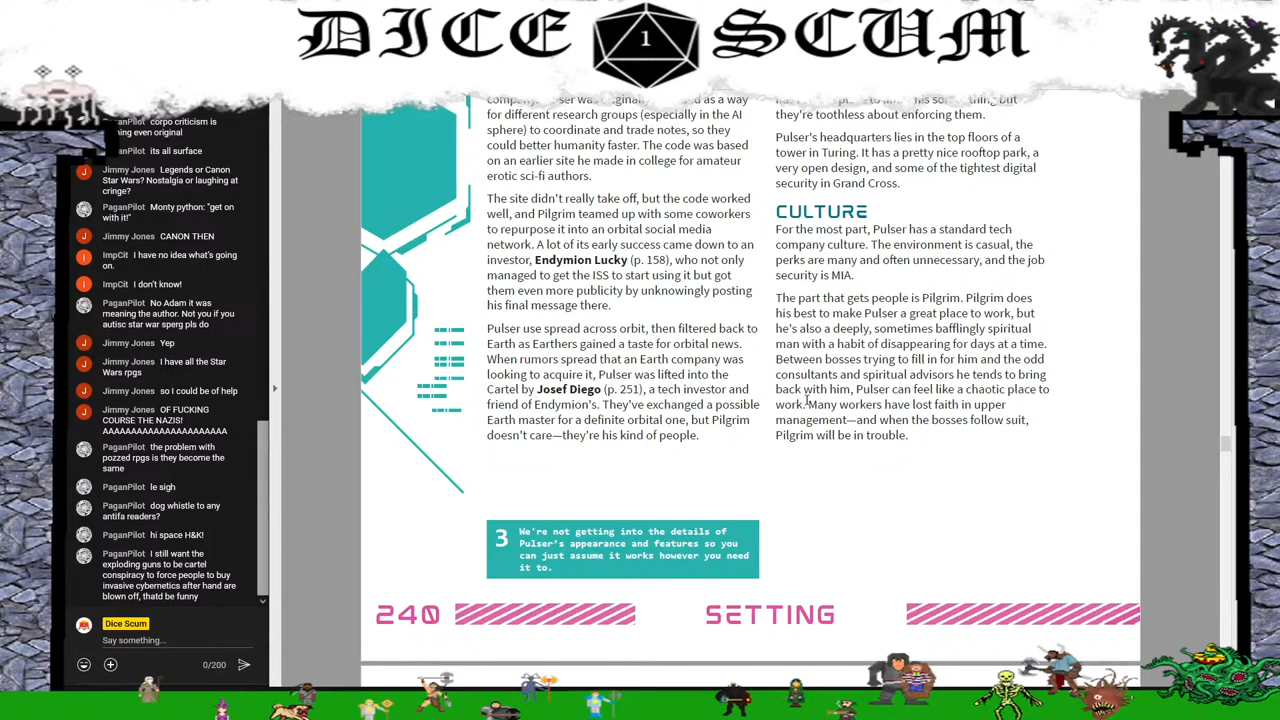 DICE SCUM
1
PaganPilot corpo criticism is
even original
PaganPilot its all surface
Jimmy Jones Legends or Canon
Star Wars? Nostalgia or laughing at
cringe?
PaganPilot Monty python: "get on
with it!"
Jimmy Jones CANON THEN
ImpCit I have no idea what's going
on.
ImpCit I don't know!
PaganPilot No Adam it was
meaning the author. Not you if you
autisc star war sperg pls do
Jimmy Jones Yep
Jimmy Jones I have all the Star
Wars rpgs
Jimmy Jones so I could be of help
Jimmy Jones OF FUCKING
COURSE THE NAZIS!
AAAAAAAAAAAAAAAAAAAAAA
PaganPilot the problem with
pozzed rpgs is they become the
same
PaganPilot le sigh
PaganPilot dog whistle to any
antifa readers?
PaganPilot hi space H&K!
PaganPilot I still want the
exploding guns to be cartel
conspiracy to force people to buy
invasive cybernetics after hand are
blown off, thatd be funny
Dice Scum
Say something...
0/200
for different research groups (especially in the AI
sphere) to coordinate and trade notes, so they
could better humanity faster. The code was based
on an earlier site he made in college for amateur
erotic sci-fi authors.
The site didn't really take off, but the code worked
well, and Pilgrim teamed up with some coworkers
to repurpose it into an orbital social media
network. A lot of its early success came down to an
investor, Endymion Lucky (p. 158), who not only
managed to get the ISS to start using it but got
them even more publicity by unknowingly posting
his final message there.
Pulser use spread across orbit, then filtered back to
Earth as Earthers gained a taste for orbital news.
When rumors spread that an Earth company was
looking to acquire it, Pulser was lifted into the
Cartel by Josef Diego (p. 251), a tech investor and
friend of Endymion's. They've exchanged a possible
Earth master for a definite orbital one, but Pilgrim
doesn't care—they're his kind of people.
3 We're not getting into the details of
Pulser's appearance and features so you
can just assume it works however you need
it to.
they're toothless about enforcing them.
Pulser's headquarters lies in the top floors of a
tower in Turing. It has a pretty nice rooftop park, a
very open design, and some of the tightest digital
security in Grand Cross.
CULTURE
For the most part, Pulser has a standard tech
company culture. The environment is casual, the
perks are many and often unnecessary, and the job
security is MIA.
The part that gets people is Pilgrim. Pilgrim does
his best to make Pulser a great place to work, but
he's also a deeply, sometimes bafflingly spiritual
man with a habit of disappearing for days at a time.
Between bosses trying to fill in for him and the odd
consultants and spiritual advisors he tends to bring
back with him, Pulser can feel like a chaotic place to
work. Many workers have lost faith in upper
management—and when the bosses follow suit,
Pilgrim will be in trouble.
240 SETTING